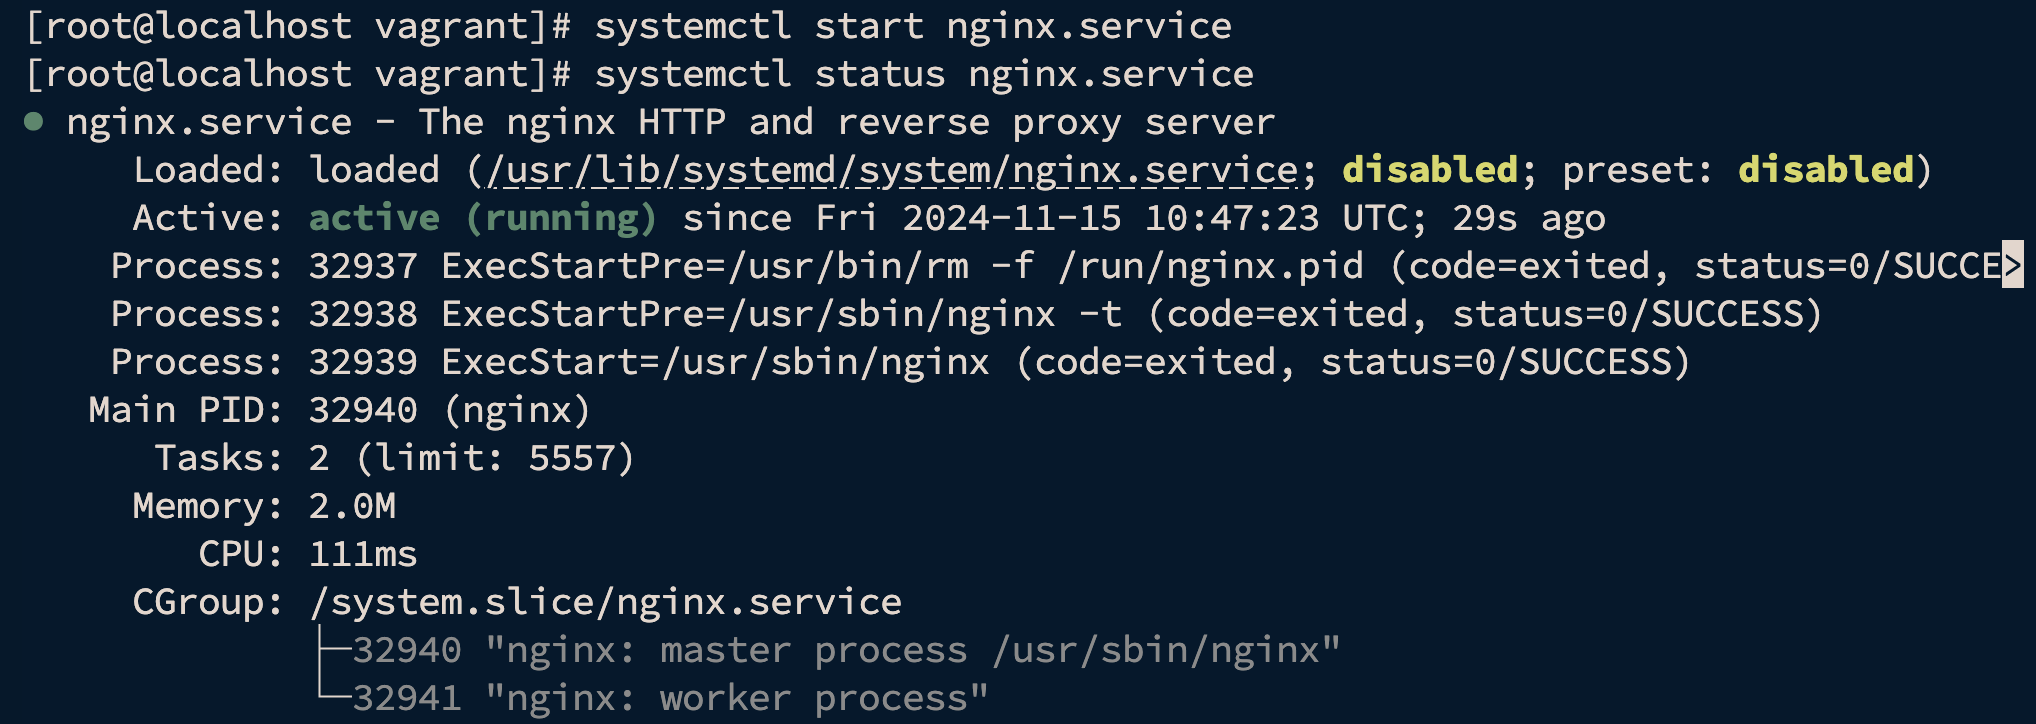 [root@localhost vagrant]# systemctl start nginx.service
[root@localhost vagrant]# systemctl status nginx.service
● nginx.service - The nginx HTTP and reverse proxy server
Loaded: loaded (/usr/lib/systemd/system/nginx.service; disabled; preset: disabled)
Active: active (running) since Fri 2024-11-15 10:47:23 UTC; 29s ago
Process: 32937 ExecStartPre=/usr/bin/rm -f /run/nginx.pid (code=exited, status=0/SUCCE>
Process: 32938 ExecStartPre=/usr/sbin/nginx -t (code=exited, status=0/SUCCESS)
Process: 32939 ExecStart=/usr/sbin/nginx (code=exited, status=0/SUCCESS)
Main PID: 32940 (nginx)
Tasks: 2 (limit: 5557)
Memory: 2.0M
CPU: 111ms
CGroup: /system.slice/nginx.service
├─32940 "nginx: master process /usr/sbin/nginx"
└─32941 "nginx: worker process"